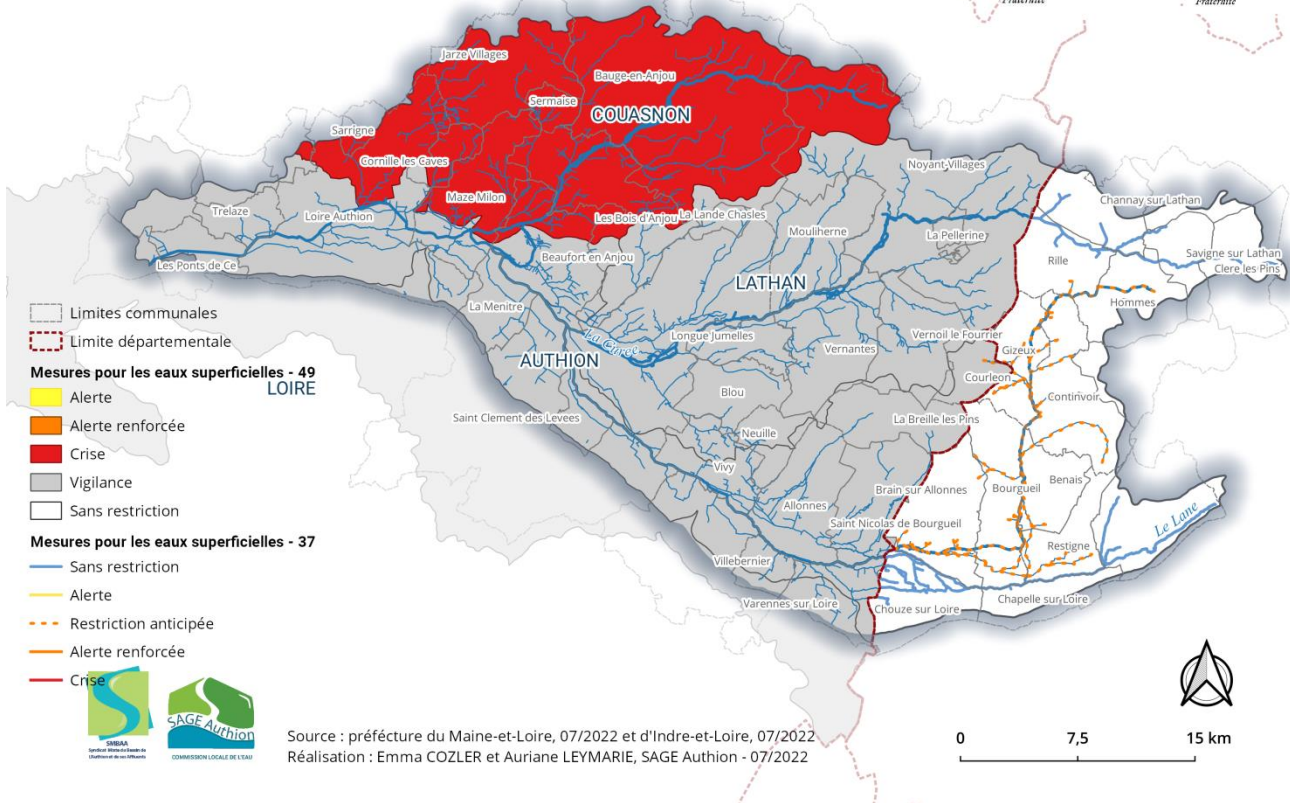 Fraternité
Fraternité
Jarze Villages
Bauge-en-Anjou
Sermaise
COUASNON
Sarrigne
Cornille les Caves
Noyant-Villages
Maze Milon
Channay sur Lathan
Trelaze
Loire Authion
Les Bois d'Anjou
La Lande Chasles
Mouliherne
La Pellerine
Savigne sur Lathan
Beaufort en Anjou
Rille
Clere les Pins
Les Ponts de Ce
LATHAN
Hommes
La Menitre
Longue Jumelles
Vernoil le Fourrier
Gizeux
Vernantes
AUTHION
Courleon
Blou
Continvoir
Saint Clement des Levees
La Breille les Pins
Neuille
Vivy
Brain sur Allonnes
Bourgueil
Benais
Allonnes
Saint Nicolas de Bourgueil
Le Lane
Restigne
Villebernier
Varennes sur Loire
Chouze sur Loire
Chapelle sur Loire
Limites communales
Limite départementale
Mesures pour les eaux superficielles - 49
LOIRE
Alerte
Alerte renforcée
Crise
Vigilance
Sans restriction
Mesures pour les eaux superficielles - 37
Sans restriction
Alerte
Restriction anticipée
Alerte renforcée
Crise
SMBAA
SAGE Authion
COMMISSION LOCALE DE L'EAU
Source : préfécture du Maine-et-Loire, 07/2022 et d'Indre-et-Loire, 07/2022
Réalisation : Emma COZLER et Auriane LEYMARIE, SAGE Authion - 07/2022
0 7,5 15 km